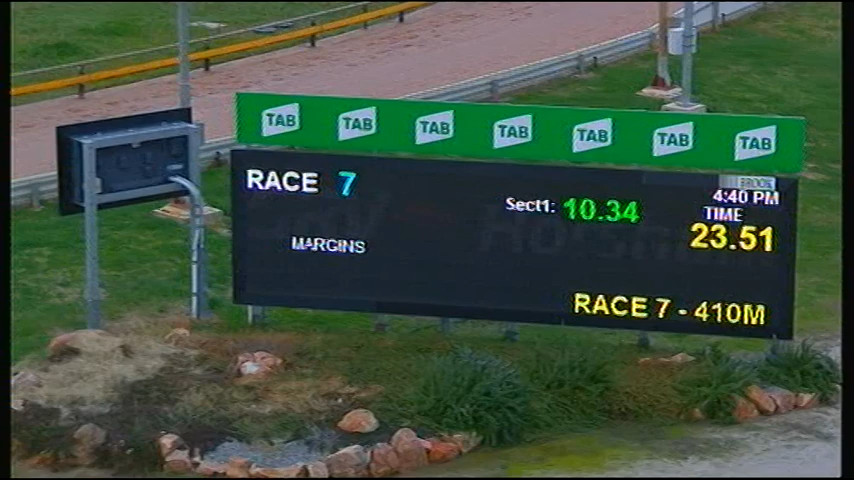 TAB TAB TAB TAB TAB TAB TAB
RACE 7
4:40 PM
Sect1: 10.34
TIME
23.51
MARGINS
RACE 7 - 410M